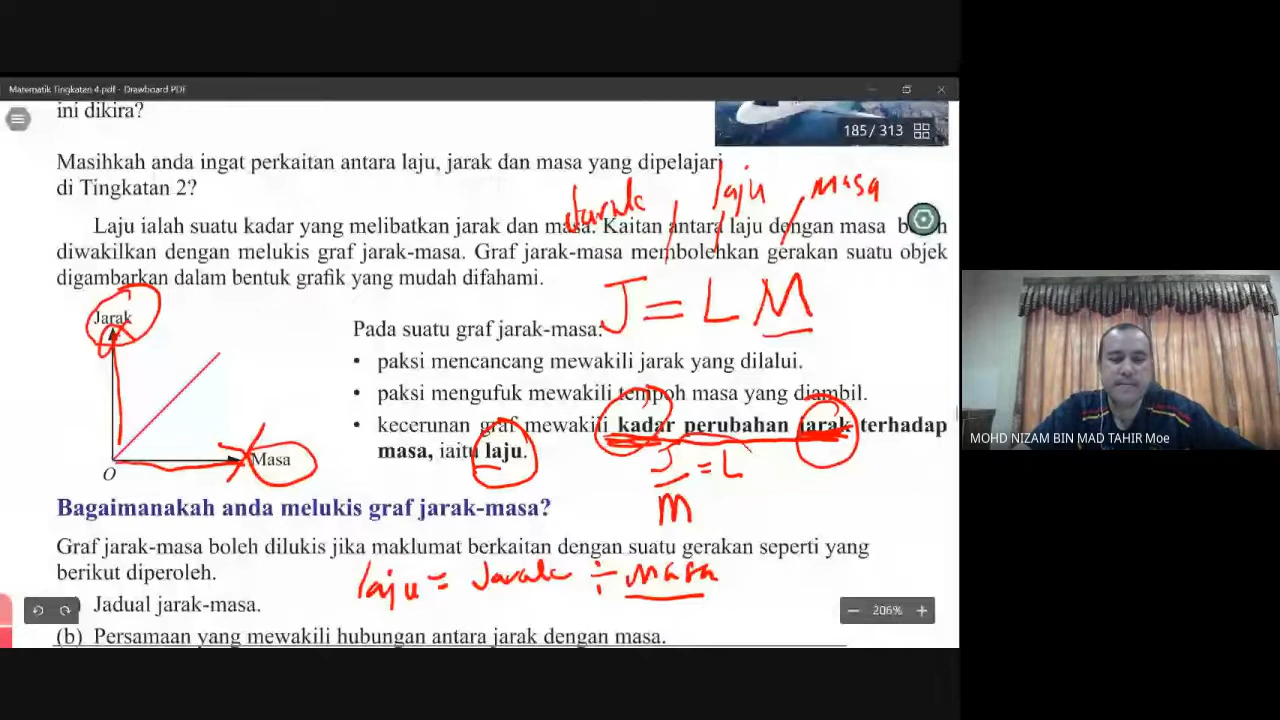 Matematik Tingkatan 4.pdf - Drawboard PDF
ini dikira?
185 / 313
Masihkah anda ingat perkaitan antara laju, jarak dan masa yang dipelajari
di Tingkatan 2?
Jarak laju masa
Laju ialah suatu kadar yang melibatkan jarak dan masa. Kaitan antara laju dengan masa boleh
diwakilkan dengan melukis graf jarak-masa. Graf jarak-masa membolehkan gerakan suatu objek
digambarkan dalam bentuk grafik yang mudah difahami.
J = L M
Jarak
Masa
O
Pada suatu graf jarak-masa:
• paksi mencancang mewakili jarak yang dilalui.
• paksi mengufuk mewakili tempoh masa yang diambil.
• kecerunan graf mewakili kadar perubahan jarak terhadap
masa, iaitu laju.
J/M = L
Bagaimanakah anda melukis graf jarak-masa?
Graf jarak-masa boleh dilukis jika maklumat berkaitan dengan suatu gerakan seperti yang
berikut diperoleh.
laju = Jarak ÷ masa
Jadual jarak-masa.
(b) Persamaan yang mewakili hubungan antara jarak dengan masa.
206%
MOHD NIZAM BIN MAD TAHIR Moe